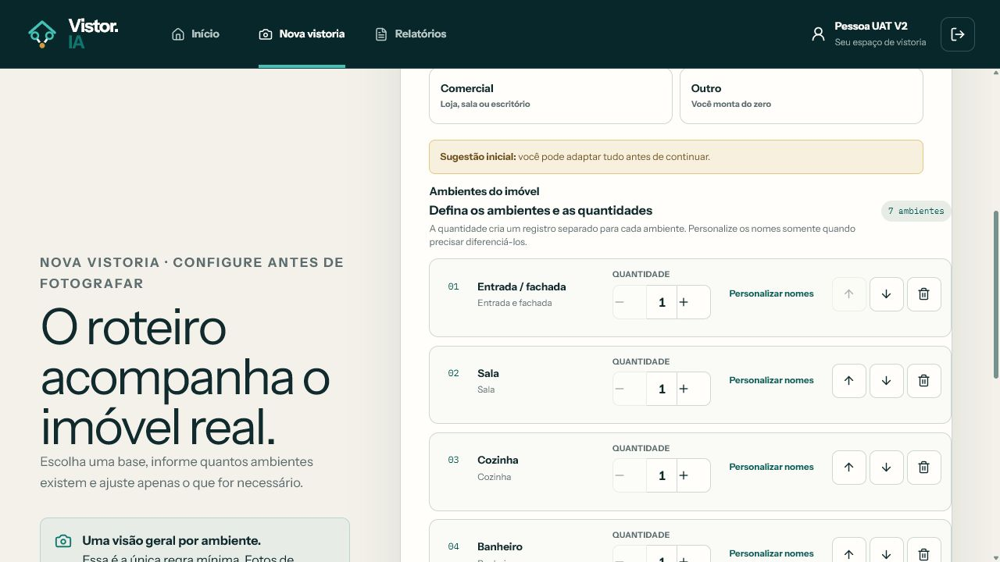 Vistor.
IA
Início
Nova vistoria
Relatórios
Pessoa UAT V2
Seu espaço de vistoria
NOVA VISTORIA · CONFIGURE ANTES DE
FOTOGRAFAR
O roteiro
acompanha o
imóvel real.
Escolha uma base, informe quantos ambientes
existem e ajuste apenas o que for necessário.
Uma visão geral por ambiente.
Essa é a única regra mínima. Fotos de
Comercial
Loja, sala ou escritório
Outro
Você monta do zero
Sugestão inicial: você pode adaptar tudo antes de continuar.
Ambientes do imóvel
Defina os ambientes e as quantidades
7 ambientes
A quantidade cria um registro separado para cada ambiente. Personalize os nomes somente quando
precisar diferenciá-los.
01
Entrada / fachada
Entrada e fachada
QUANTIDADE
− 1 +
Personalizar nomes
02
Sala
Sala
QUANTIDADE
− 1 +
Personalizar nomes
03
Cozinha
Cozinha
QUANTIDADE
− 1 +
Personalizar nomes
04
Banheiro
QUANTIDADE
− 1 +
Personalizar nomes